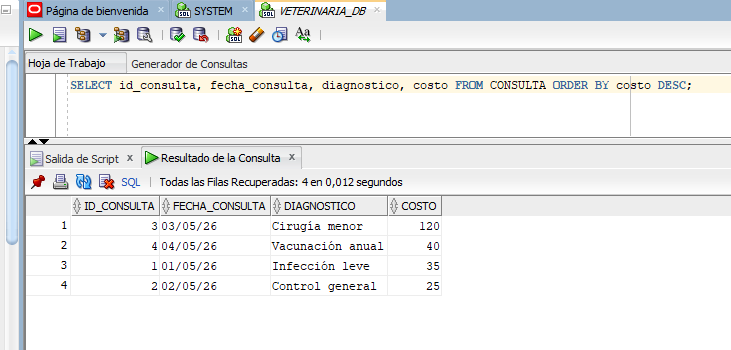 Página de bienvenida SYSTEM VETERINARIA_DB
Hoja de Trabajo Generador de Consultas
SELECT id_consulta, fecha_consulta, diagnostico, costo FROM CONSULTA ORDER BY costo DESC;
Salida de Script Resultado de la Consulta
SQL Todas las Filas Recuperadas: 4 en 0,012 segundos
ID_CONSULTA FECHA_CONSULTA DIAGNOSTICO COSTO
1 3 03/05/26 Cirugía menor 120
2 4 04/05/26 Vacunación anual 40
3 1 01/05/26 Infección leve 35
4 2 02/05/26 Control general 25